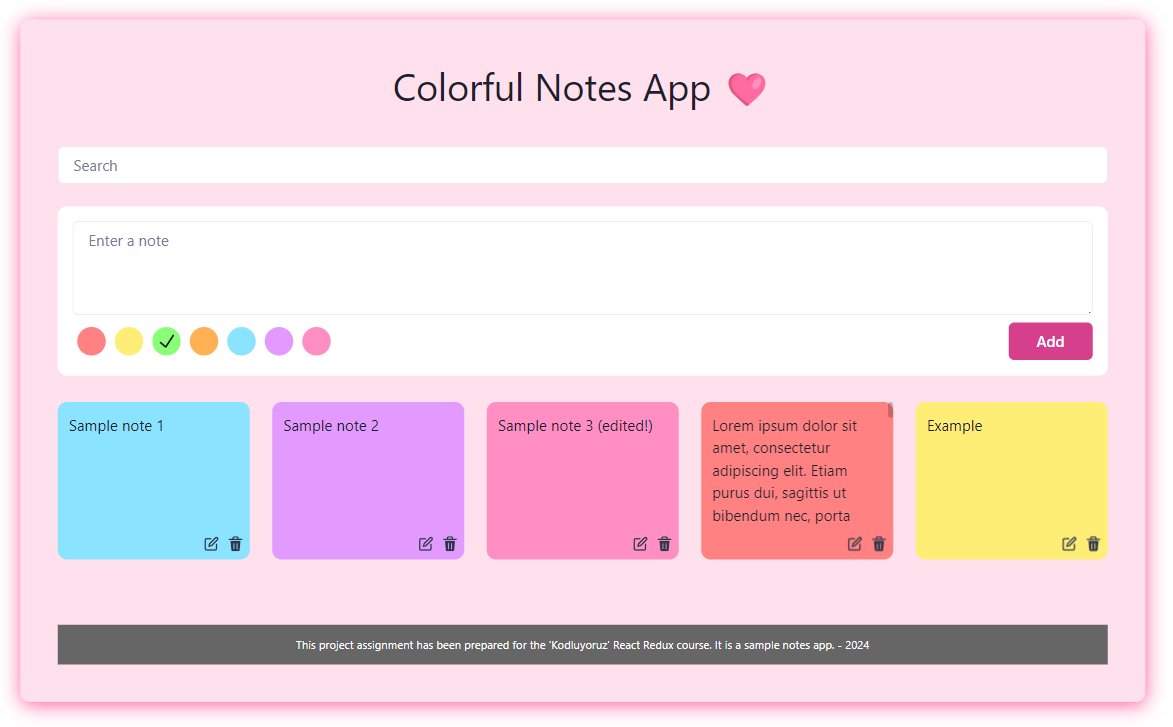 Colorful Notes App
Search
Enter a note
Add
Sample note 1
Sample note 2
Sample note 3 (edited!)
Lorem ipsum dolor sit
amet, consectetur
adipiscing elit. Etiam
purus dui, sagittis ut
bibendum nec, porta
Example
This project assignment has been prepared for the 'Kodluyoruz' React Redux course. It is a sample notes app. - 2024